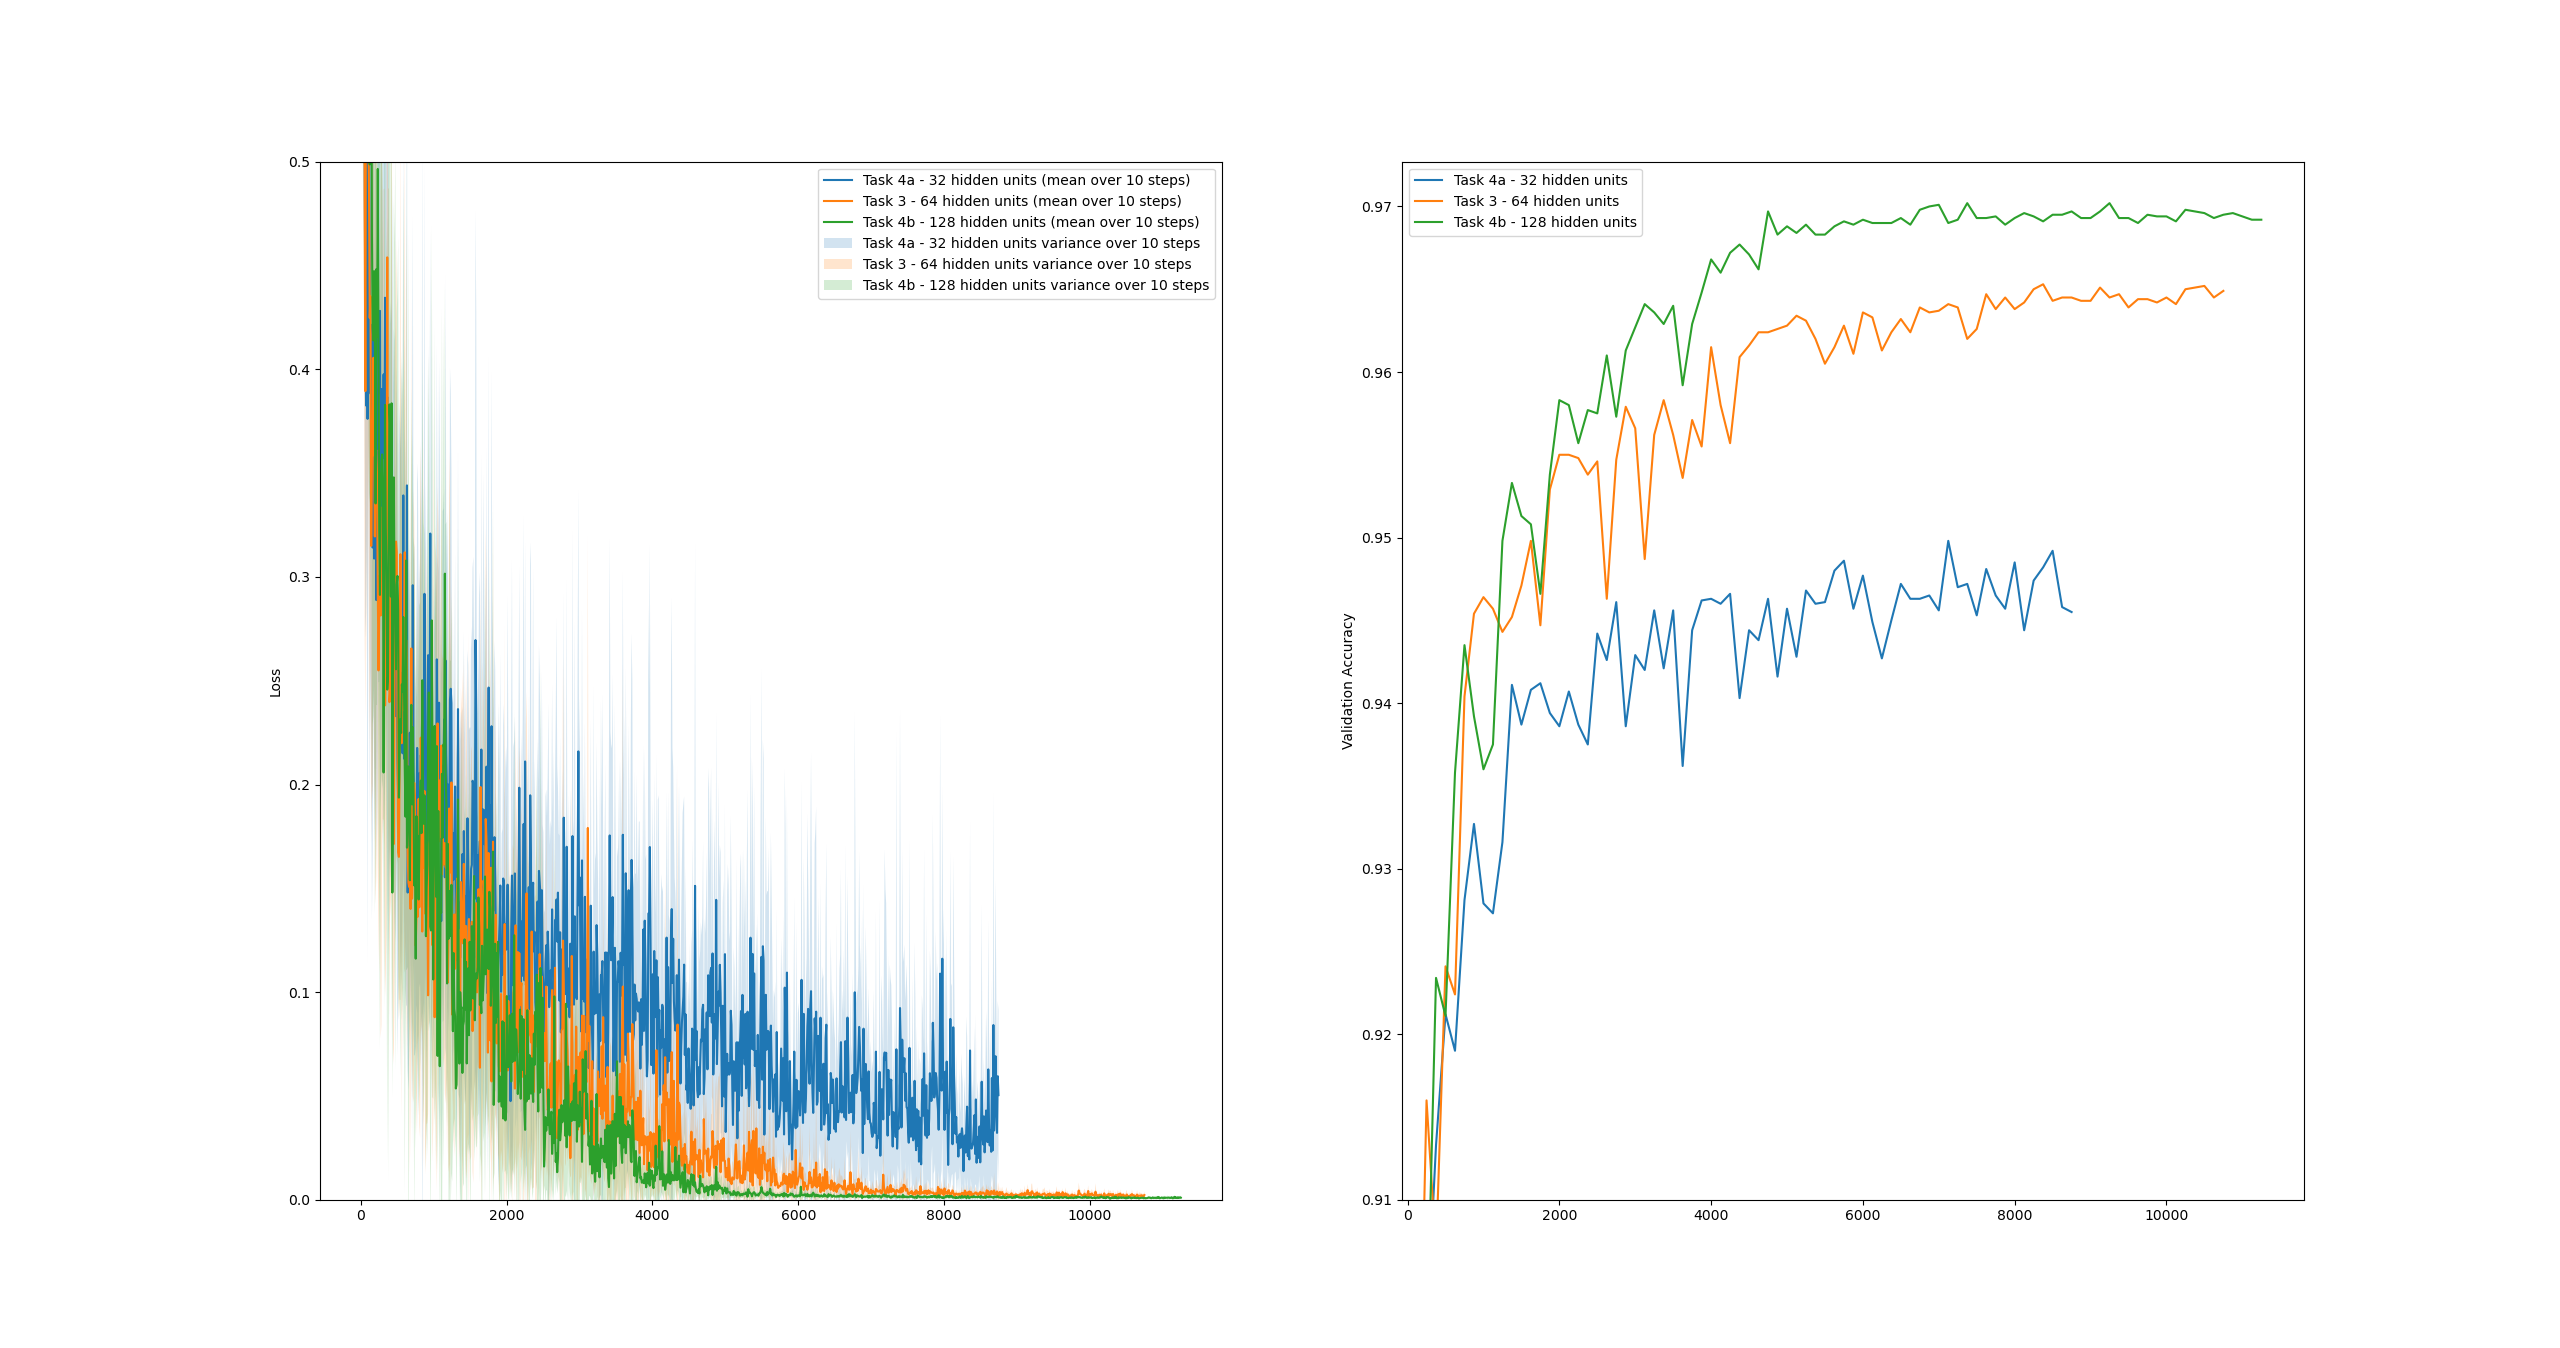 0.5
0.4
0.3
0.2
0.1
0.0
Loss
0 2000 4000 6000 8000 10000
Task 4a - 32 hidden units (mean over 10 steps)
Task 3 - 64 hidden units (mean over 10 steps)
Task 4b - 128 hidden units (mean over 10 steps)
Task 4a - 32 hidden units variance over 10 steps
Task 3 - 64 hidden units variance over 10 steps
Task 4b - 128 hidden units variance over 10 steps
0.97
0.96
0.95
0.94
0.93
0.92
0.91
Validation Accuracy
0 2000 4000 6000 8000 10000
Task 4a - 32 hidden units
Task 3 - 64 hidden units
Task 4b - 128 hidden units